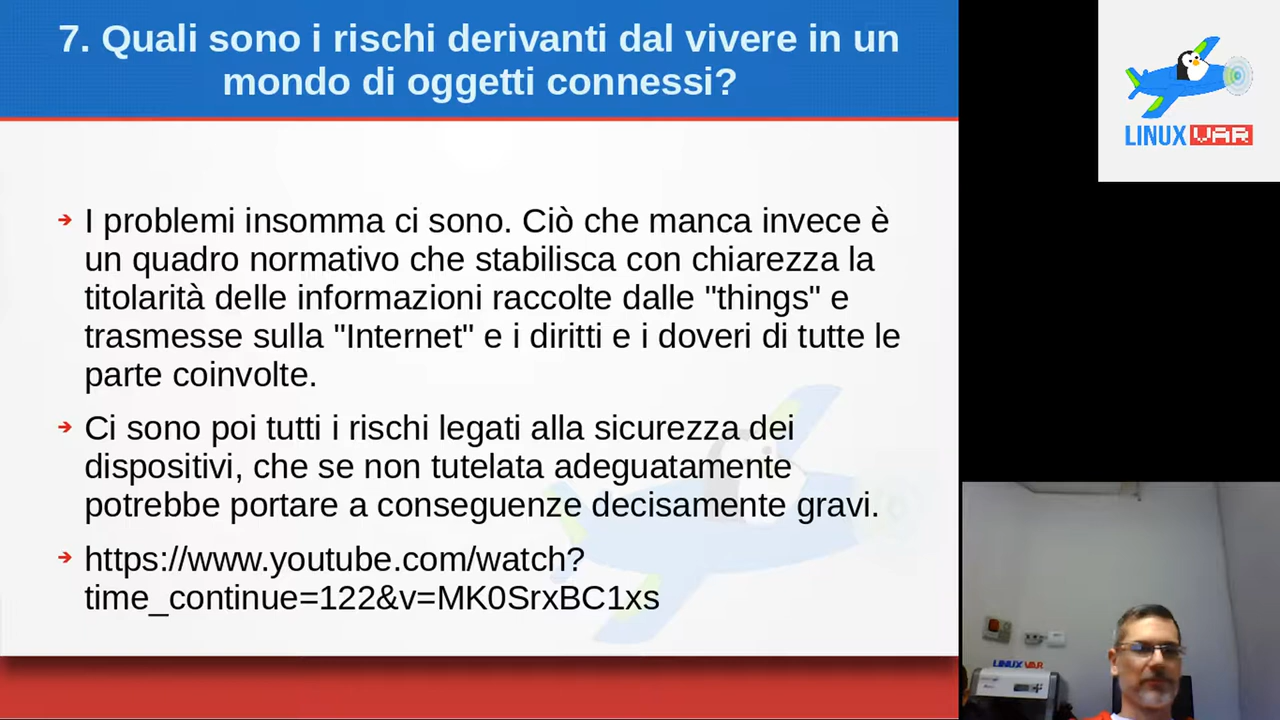 7. Quali sono i rischi derivanti dal vivere in un
mondo di oggetti connessi?
I problemi insomma ci sono. Ciò che manca invece è
un quadro normativo che stabilisca con chiarezza la
titolarità delle informazioni raccolte dalle "things" e
trasmesse sulla "Internet" e i diritti e i doveri di tutte le
parte coinvolte.
Ci sono poi tutti i rischi legati alla sicurezza dei
dispositivi, che se non tutelata adeguatamente
potrebbe portare a conseguenze decisamente gravi.
https://www.youtube.com/watch?
time_continue=122&v=MK0SrxBC1xs
LINUX VAR
LINUX VAR